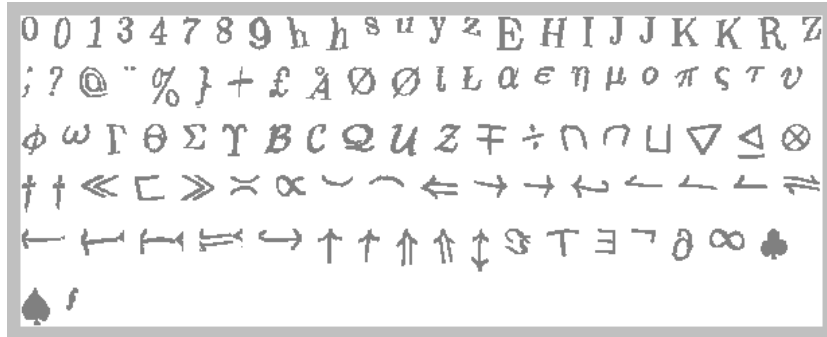 0 0 1 3 4 7 8 9 h h s u y z E H I J J K K R Z
; ? @ ¨ % } + £ Å Ø Ø l Ł α ϵ η μ ο π ς τ υ
ϕ ω Γ Θ Σ Υ ℬ 𝒞 𝒬 𝒰 𝒵 ∓ ÷ ∩ ∩ ⊔ ▽ ⊴ ⊗
† † ≪ ⊏ ≫ ≍ ∝ ⌣ ⌢ ⇐ → → ↩ ↼ ↽ ↼ ⇌
← ↪ ↑ ↑ ⇑ ⇑ ↕ ℑ ⊤ ∃ ¬ ∂ ∞ ♣
♠